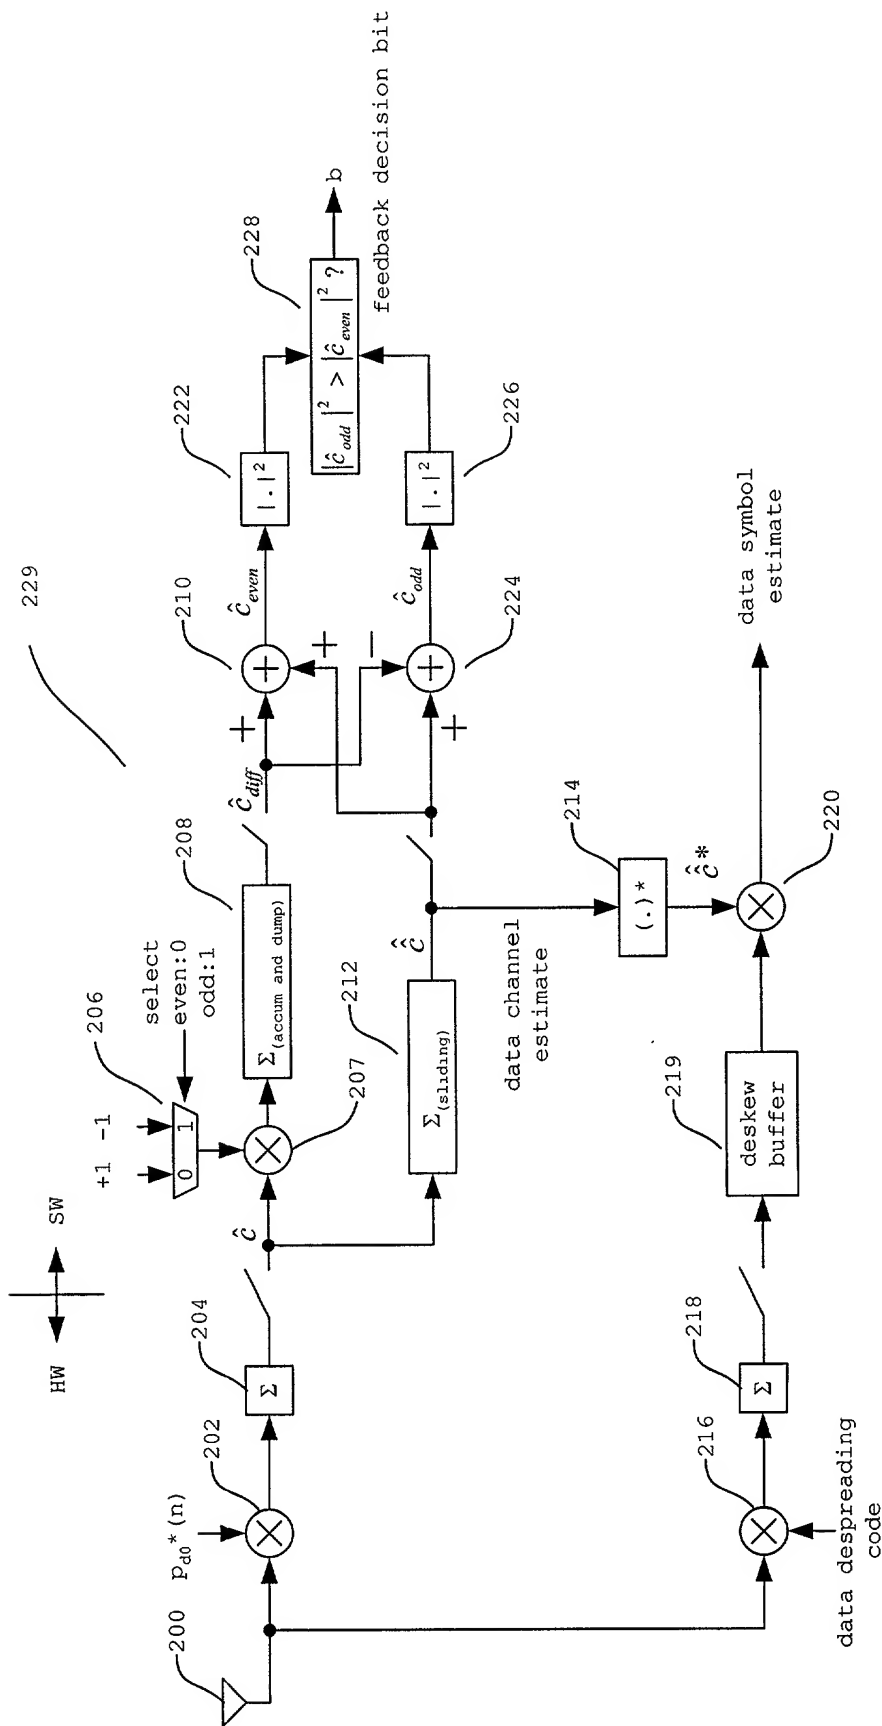 HW
SW
200
p_d0*(n)
202
Σ
204
ĉ
+1 -1
0 1
206
select
even:0
odd:1
207
Σ(accum and dump)
208
ĉ_diff
Σ(sliding)
212
ĉ̂
data channel
estimate
+
+
210
ĉ_even
−
+
+
+
224
ĉ_odd
|.|²
222
|.|²
226
|ĉ_odd|² > |ĉ_even|² ?
228
b
feedback decision bit
229
(.)*
214
ĉ̂*
220
data symbol
estimate
data despreading
code
216
Σ
218
deskew
buffer
219